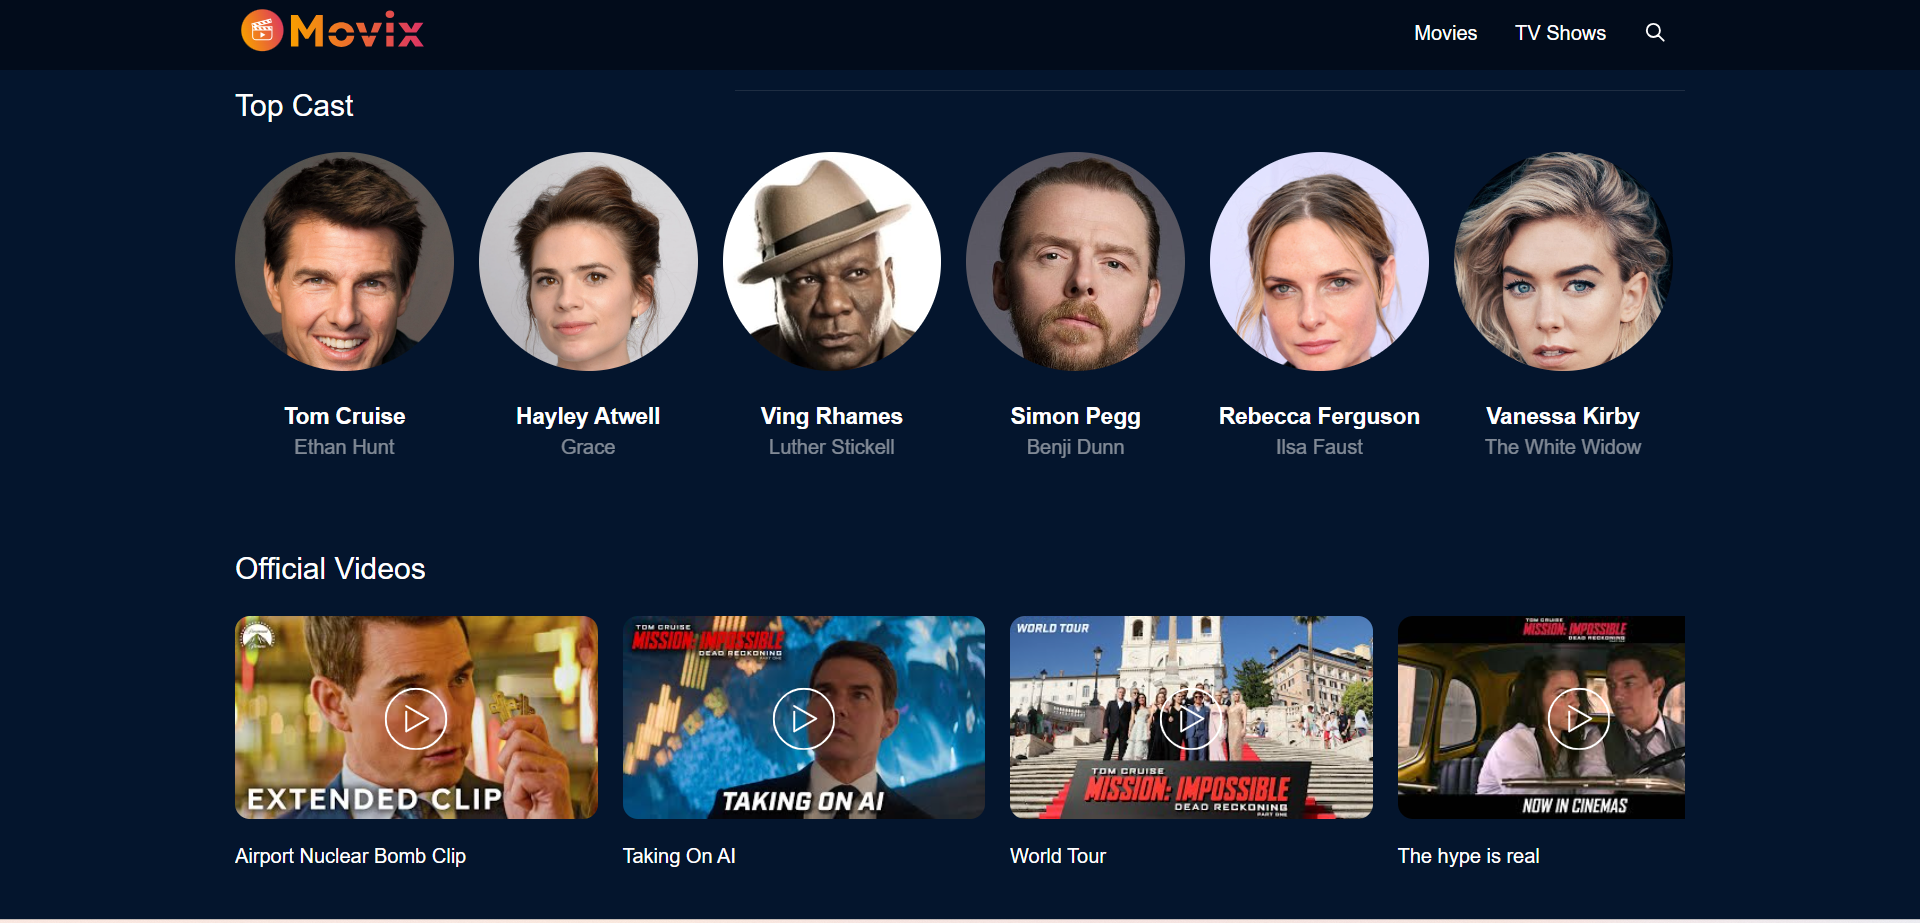 Movix
Movies
TV Shows
Top Cast
Tom Cruise
Ethan Hunt
Hayley Atwell
Grace
Ving Rhames
Luther Stickell
Simon Pegg
Benji Dunn
Rebecca Ferguson
Ilsa Faust
Vanessa Kirby
The White Widow
Official Videos
EXTENDED CLIP
Airport Nuclear Bomb Clip
TOM CRUISE
MISSION: IMPOSSIBLE
DEAD RECKONING
PART ONE
TAKING ON AI
Taking On AI
WORLD TOUR
TOM CRUISE
MISSION: IMPOSSIBLE
DEAD RECKONING
PART ONE
World Tour
TOM CRUISE
MISSION: IMPOSSIBLE
DEAD RECKONING
NOW IN CINEMAS
The hype is real